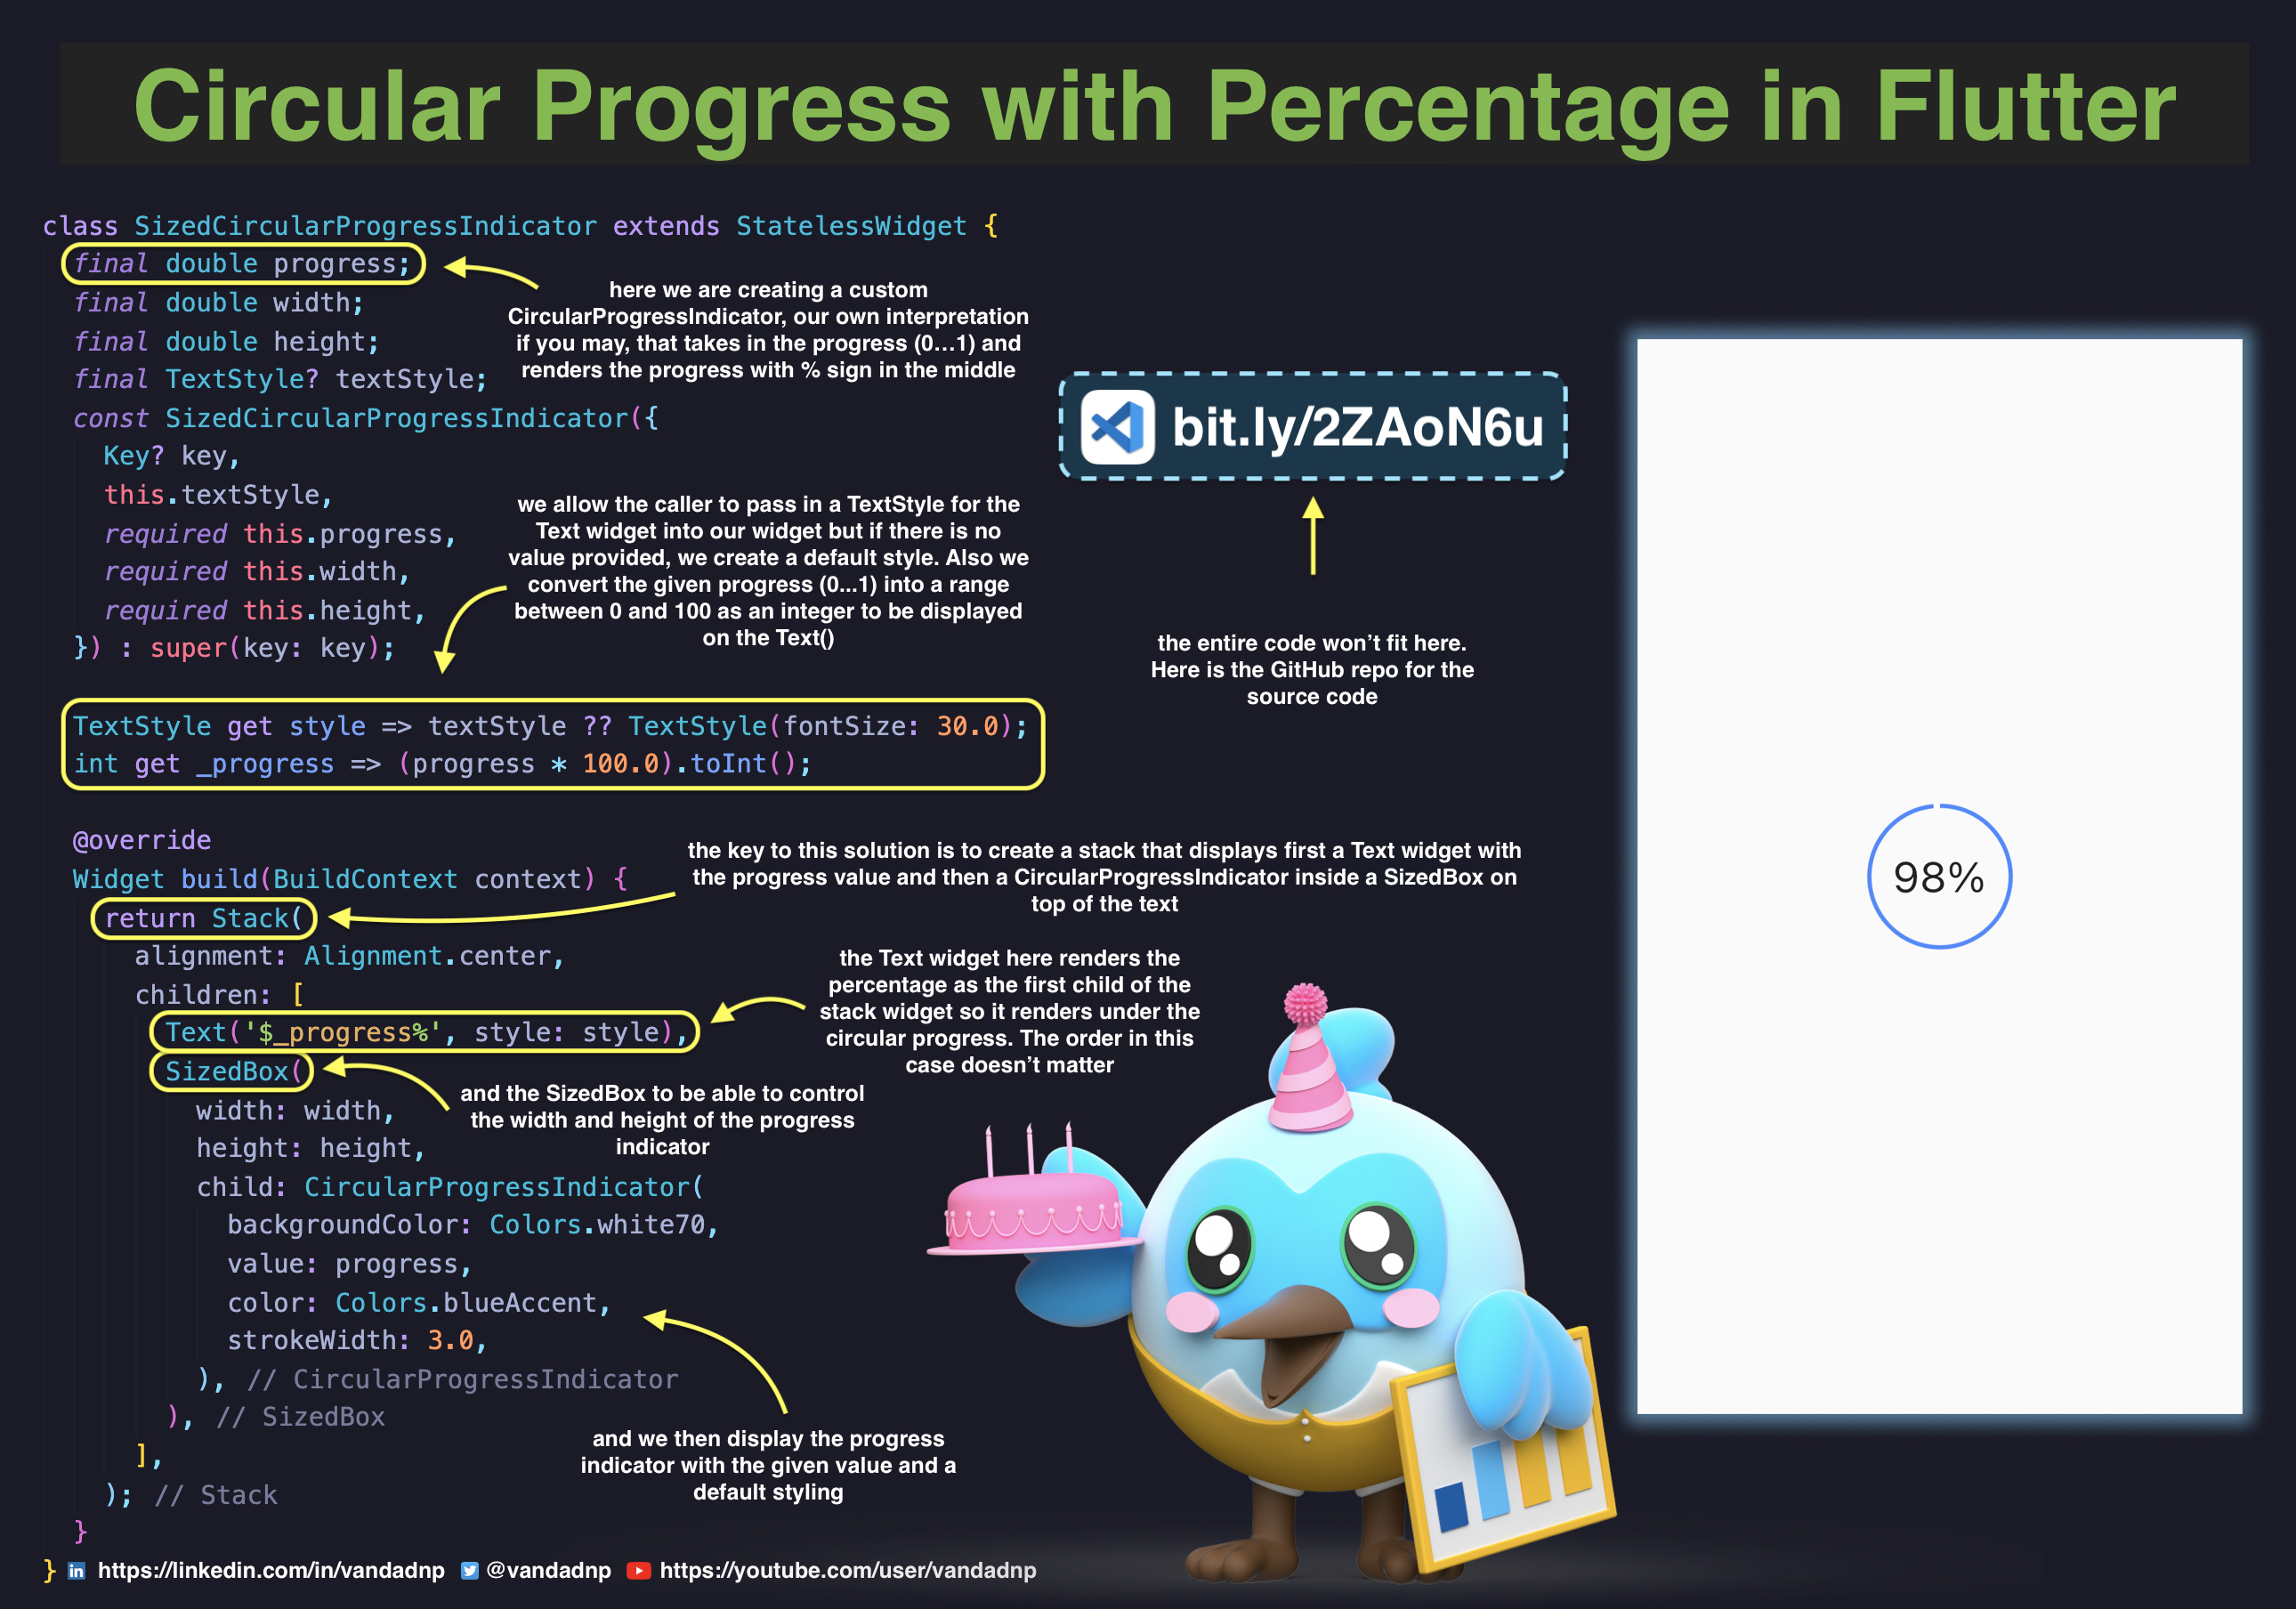 Circular Progress with Percentage in Flutter
class SizedCircularProgressIndicator extends StatelessWidget {
final double progress;
final double width;
final double height;
final TextStyle? textStyle;
const SizedCircularProgressIndicator({
Key? key,
this.textStyle,
required this.progress,
required this.width,
required this.height,
}) : super(key: key);
TextStyle get style => textStyle ?? TextStyle(fontSize: 30.0);
int get _progress => (progress * 100.0).toInt();
@override
Widget build(BuildContext context) {
return Stack(
alignment: Alignment.center,
children: [
Text('$_progress%', style: style),
SizedBox(
width: width,
height: height,
child: CircularProgressIndicator(
backgroundColor: Colors.white70,
value: progress,
color: Colors.blueAccent,
strokeWidth: 3.0,
), // CircularProgressIndicator
), // SizedBox
],
); // Stack
}
}
here we are creating a custom
CircularProgressIndicator, our own interpretation
if you may, that takes in the progress (0…1) and
renders the progress with % sign in the middle
we allow the caller to pass in a TextStyle for the
Text widget into our widget but if there is no
value provided, we create a default style. Also we
convert the given progress (0...1) into a range
between 0 and 100 as an integer to be displayed
on the Text()
bit.ly/2ZAoN6u
the entire code won’t fit here.
Here is the GitHub repo for the
source code
the key to this solution is to create a stack that displays first a Text widget with
the progress value and then a CircularProgressIndicator inside a SizedBox on
top of the text
the Text widget here renders the
percentage as the first child of the
stack widget so it renders under the
circular progress. The order in this
case doesn’t matter
and the SizedBox to be able to control
the width and height of the progress
indicator
and we then display the progress
indicator with the given value and a
default styling
98%
https://linkedin.com/in/vandadnp @vandadnp https://youtube.com/user/vandadnp